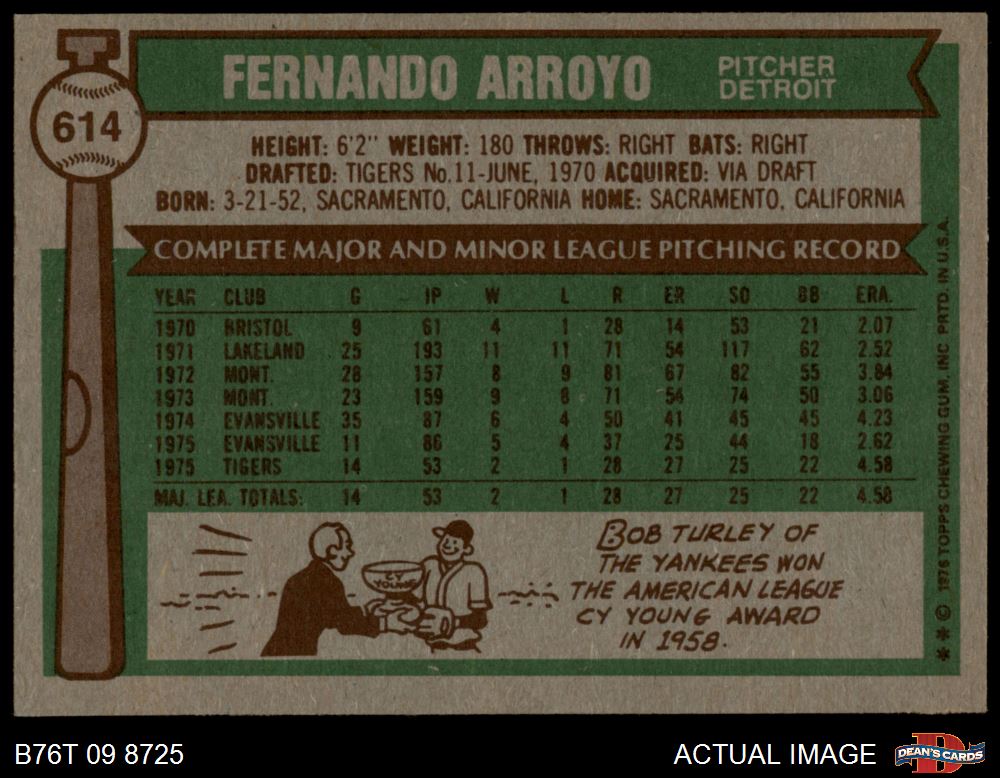 FERNANDO ARROYO
PITCHER
DETROIT
614
HEIGHT: 6'2" WEIGHT: 180 THROWS: RIGHT BATS: RIGHT
DRAFTED: TIGERS No.11-JUNE, 1970 ACQUIRED: VIA DRAFT
BORN: 3-21-52, SACRAMENTO, CALIFORNIA HOME: SACRAMENTO, CALIFORNIA
COMPLETE MAJOR AND MINOR LEAGUE PITCHING RECORD
YEAR CLUB G IP W L R ER SO BB ERA.
1970 BRISTOL 9 61 4 1 28 14 53 21 2.07
1971 LAKELAND 25 193 11 11 71 54 117 62 2.52
1972 MONT. 28 157 8 9 81 67 82 55 3.84
1973 MONT. 23 159 9 8 71 54 74 50 3.06
1974 EVANSVILLE 35 87 6 4 50 41 45 45 4.23
1975 EVANSVILLE 11 86 5 4 37 25 44 18 2.62
1975 TIGERS 14 53 2 1 28 27 25 22 4.58
MAJ. LEA. TOTALS: 14 53 2 1 28 27 25 22 4.58
CY
YOUNG
BOB TURLEY OF
THE YANKEES WON
THE AMERICAN LEAGUE
CY YOUNG AWARD
IN 1958.
* * © 1976 TOPPS CHEWING GUM, INC PRTD. IN U.S.A.
B76T 09 8725
ACTUAL IMAGE
D
DEAN'S CARDS